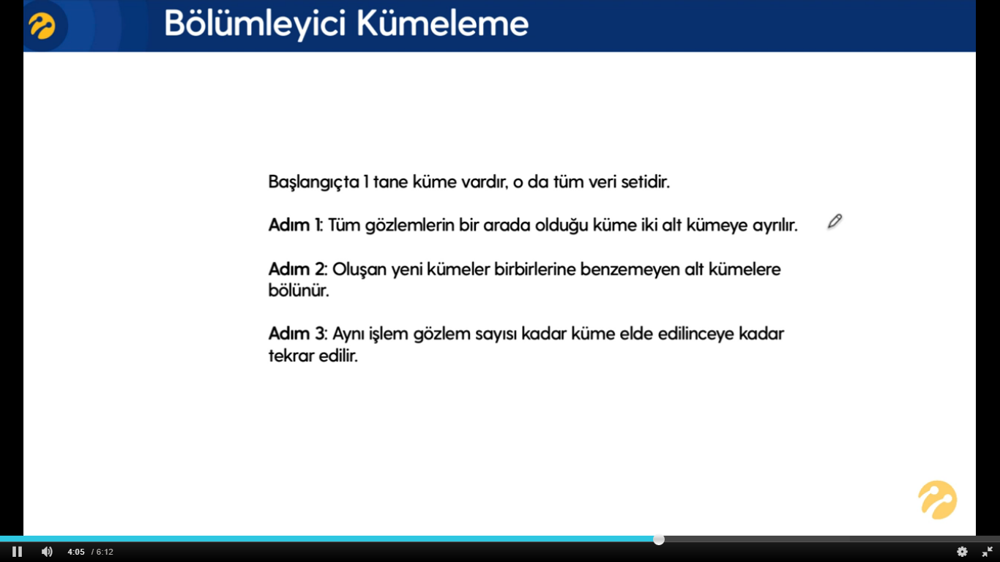 Bölümleyici Kümeleme
Başlangıçta 1 tane küme vardır, o da tüm veri setidir.
Adım 1: Tüm gözlemlerin bir arada olduğu küme iki alt kümeye ayrılır.
Adım 2: Oluşan yeni kümeler birbirlerine benzemeyen alt kümelere
bölünür.
Adım 3: Aynı işlem gözlem sayısı kadar küme elde edilinceye kadar
tekrar edilir.
4:05 / 6:12